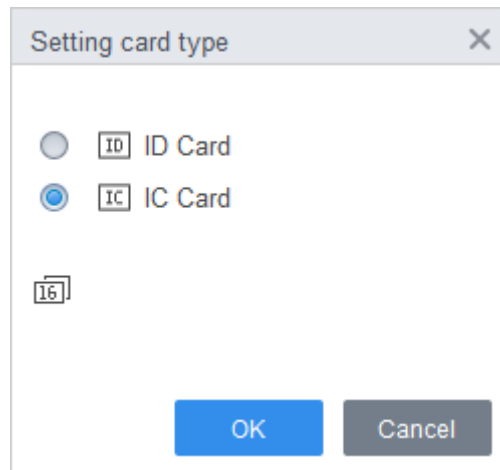 Setting card type
ID ID Card
IC IC Card
16
OK Cancel